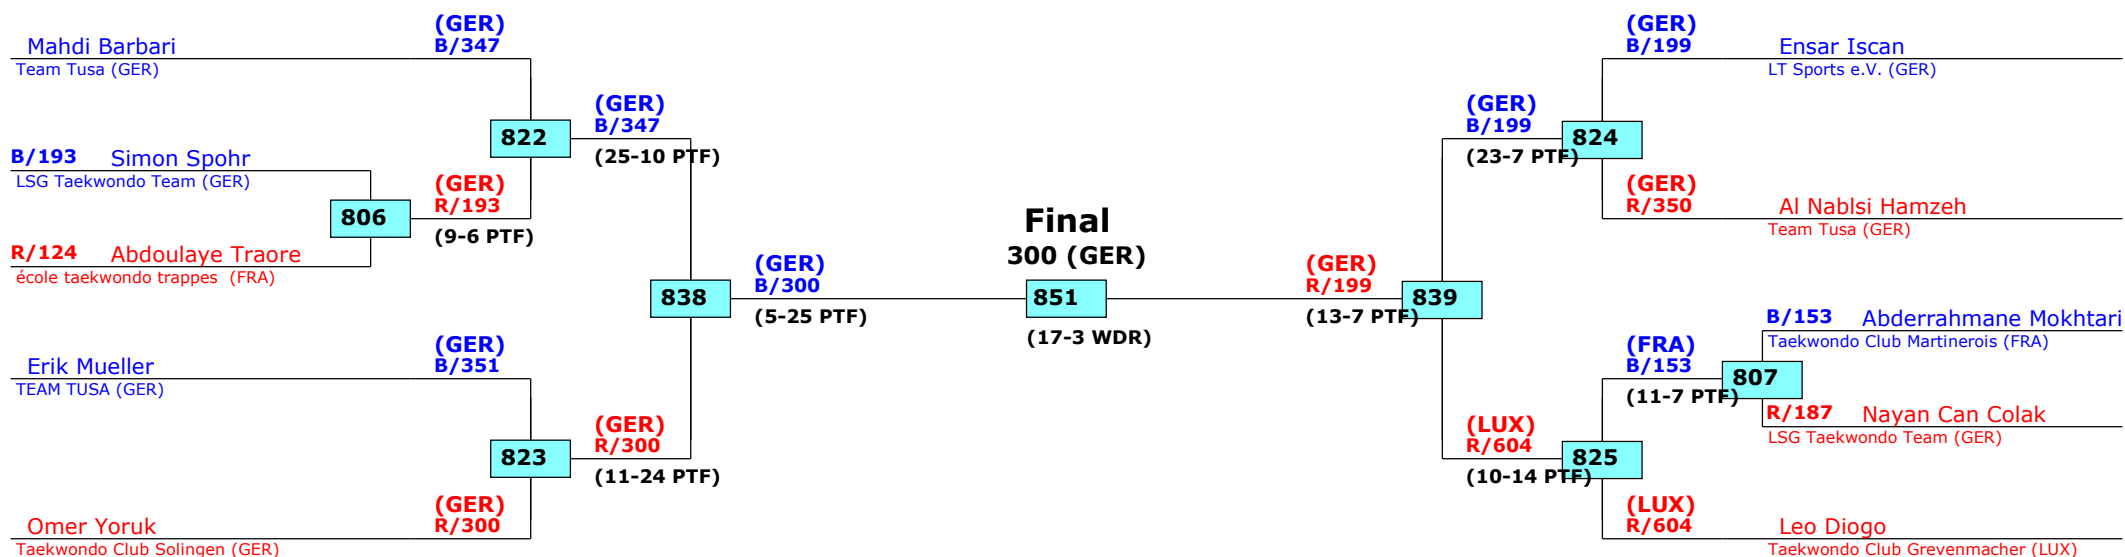 (GER)
B/347
Mahdi Barbari
Team Tusa (GER)
(GER)
B/347
822
(25-10 PTF)
B/193 Simon Spohr
LSG Taekwondo Team (GER)
(GER)
R/193
806
(9-6 PTF)
R/124 Abdoulaye Traore
école taekwondo trappes (FRA)
838
(GER)
B/300
(5-25 PTF)
(GER)
B/351
Erik Mueller
TEAM TUSA (GER)
(GER)
R/300
823
(11-24 PTF)
(GER)
R/300
Omer Yoruk
Taekwondo Club Solingen (GER)
Final
300 (GER)
851
(17-3 WDR)
(GER)
R/199
839
(13-7 PTF)
(GER)
B/199
Ensar Iscan
LT Sports e.V. (GER)
(GER)
B/199
824
(23-7 PTF)
(GER)
R/350
Al Nablsi Hamzeh
Team Tusa (GER)
B/153 Abderrahmane Mokhtari
Taekwondo Club Martinerois (FRA)
(FRA)
B/153
807
(11-7 PTF)
R/187 Nayan Can Colak
LSG Taekwondo Team (GER)
(LUX)
R/604
825
(10-14 PTF)
(LUX)
R/604
Leo Diogo
Taekwondo Club Grevenmacher (LUX)